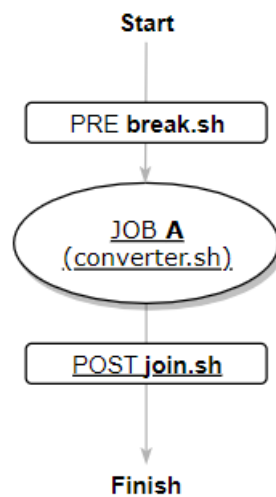 Start
PRE break.sh
JOB A
(converter.sh)
POST join.sh
Finish